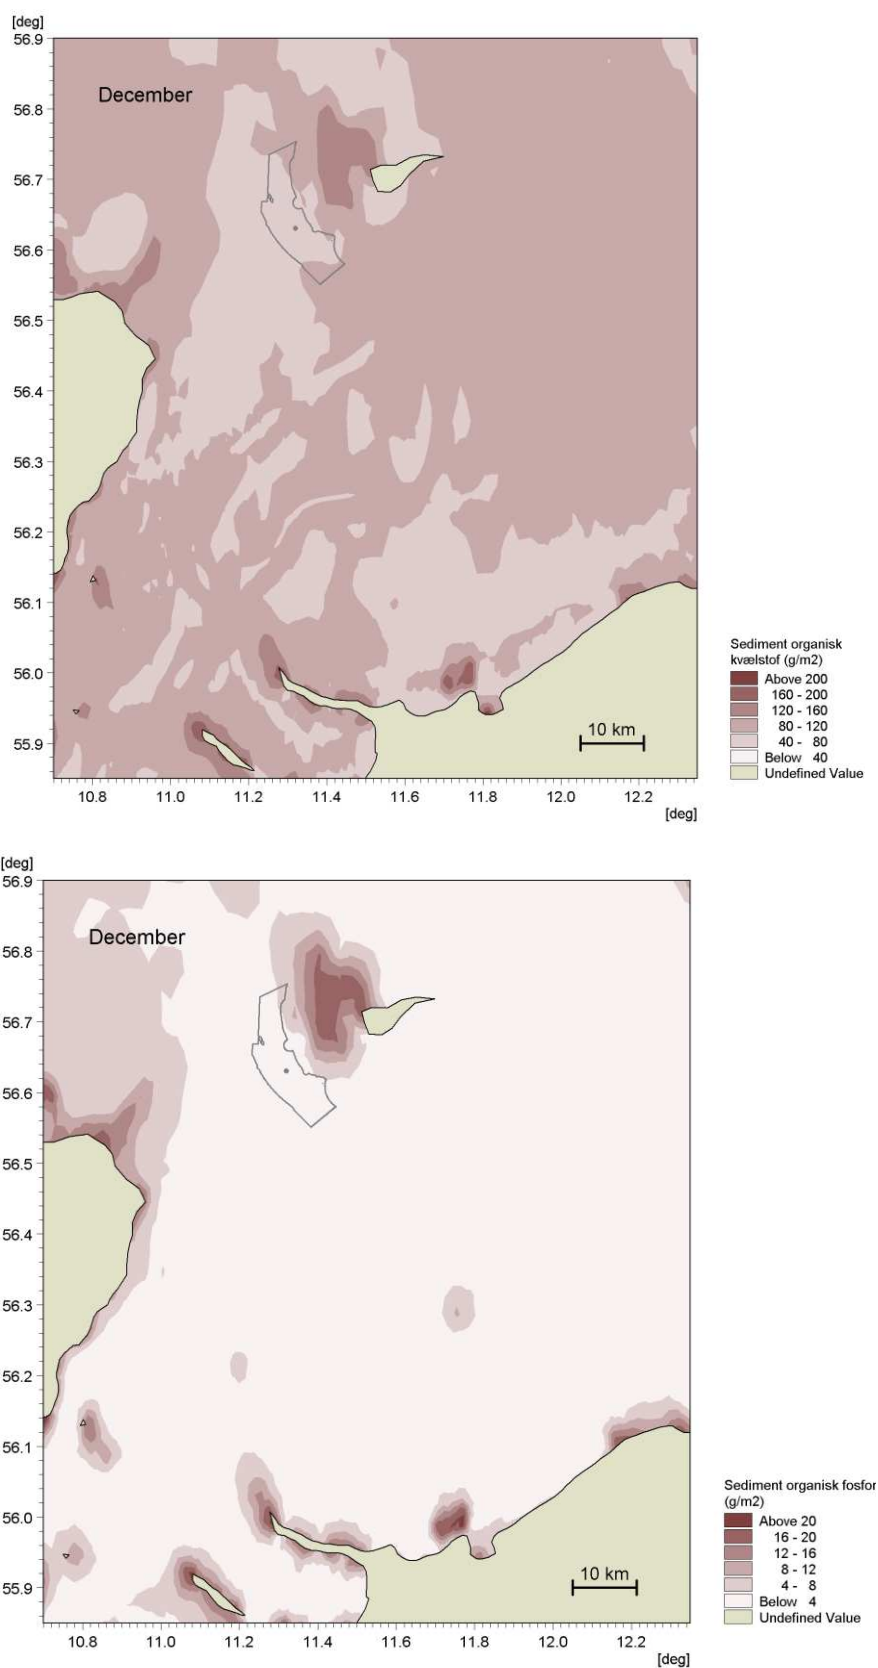 [deg]
56.9
December
56.8
56.7
56.6
56.5
56.4
56.3
56.2
56.1
56.0
55.9
10 km
10.8 11.0 11.2 11.4 11.6 11.8 12.0 12.2
[deg]
Sediment organisk
kvælstof (g/m2)
Above 200
160 - 200
120 - 160
80 - 120
40 - 80
Below 40
Undefined Value
[deg]
56.9
December
56.8
56.7
56.6
56.5
56.4
56.3
56.2
56.1
56.0
55.9
10 km
10.8 11.0 11.2 11.4 11.6 11.8 12.0 12.2
[deg]
Sediment organisk fosfor
(g/m2)
Above 20
16 - 20
12 - 16
8 - 12
4 - 8
Below 4
Undefined Value